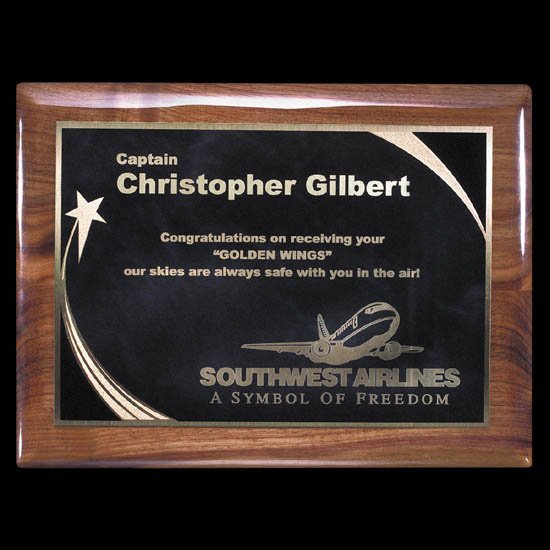 Captain
Christopher Gilbert
Congratulations on receiving your
“GOLDEN WINGS”
our skies are always safe with you in the air!
SOUTHWEST AIRLINES
A SYMBOL OF FREEDOM